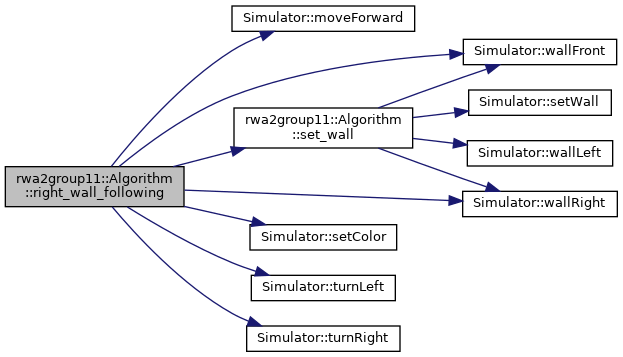 Simulator::moveForward
Simulator::wallFront
Simulator::setWall
rwa2group11::Algorithm
::set_wall
Simulator::wallLeft
rwa2group11::Algorithm
::right_wall_following
Simulator::wallRight
Simulator::setColor
Simulator::turnLeft
Simulator::turnRight